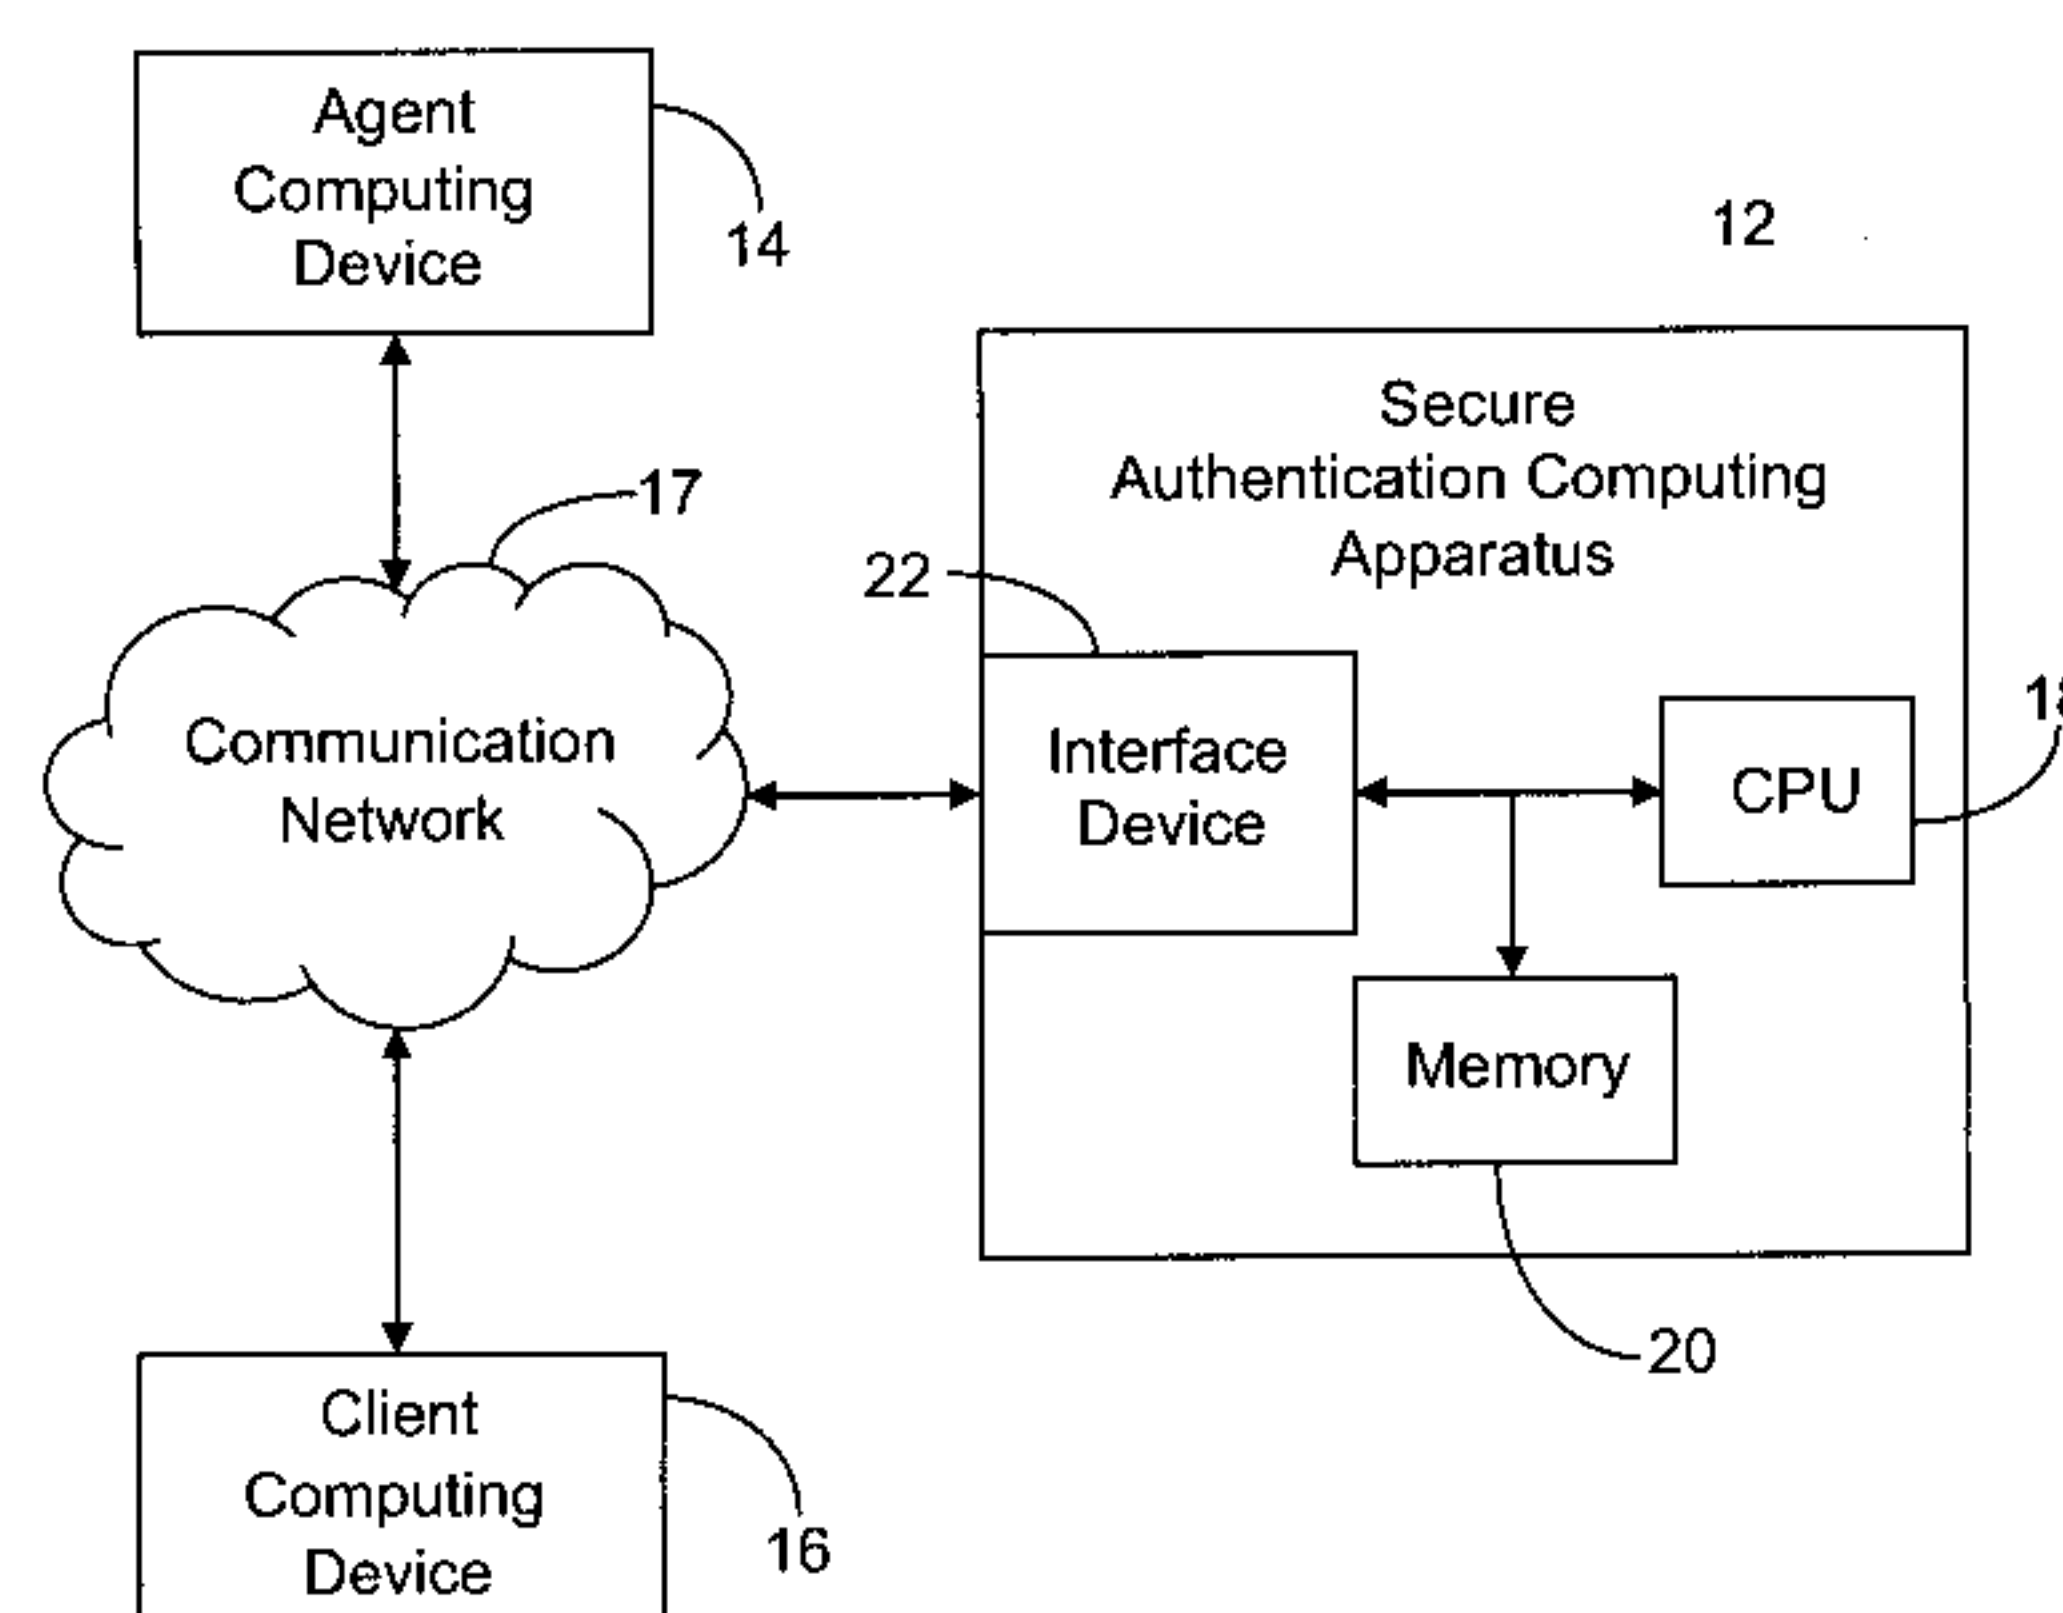 Agent
Computing
Device
14
12
Secure
Authentication Computing
Apparatus
17
22
Communication
Network
Interface
Device
CPU
Memory
20
Client
Computing
Device
16